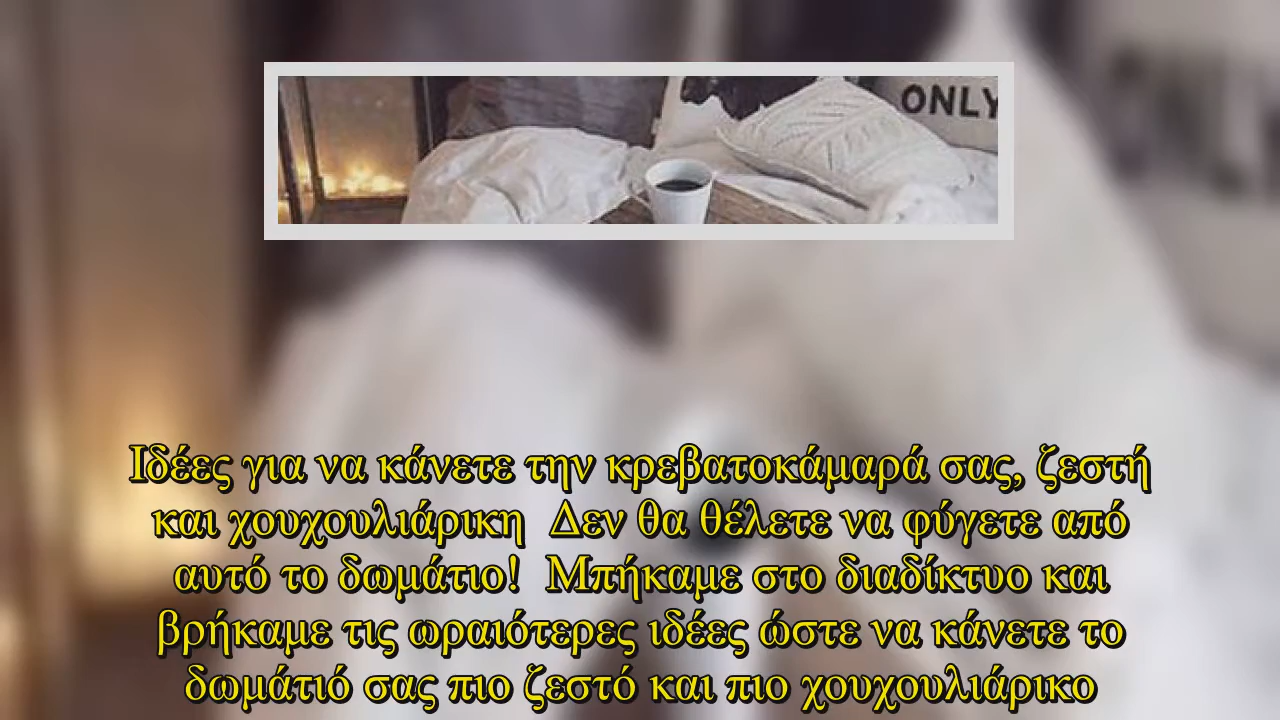 ONLY
Ιδέες για να κάνετε την κρεβατοκάμαρά σας, ζεστή
και χουχουλιάρικη  Δεν θα θέλετε να φύγετε από
αυτό το δωμάτιο!  Μπήκαμε στο διαδίκτυο και
βρήκαμε τις ωραιότερες ιδέες ώστε να κάνετε το
δωμάτιό σας πιο ζεστό και πιο χουχουλιάρικο